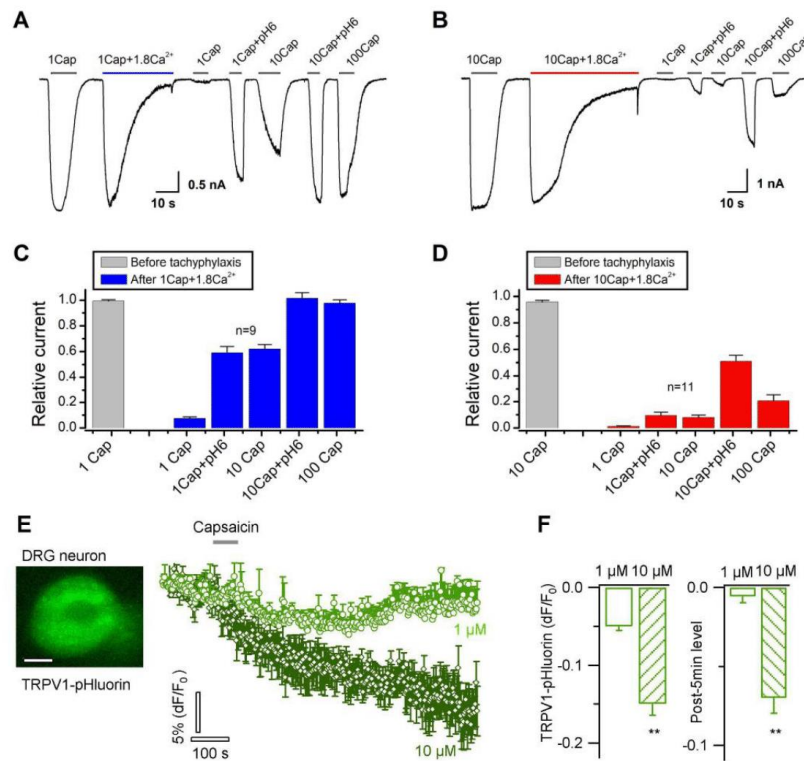 A
1Cap
1Cap+1.8Ca²⁺
1Cap
1Cap+pH6
10Cap
10Cap+pH6
100Cap
0.5 nA
10 s
B
10Cap
10Cap+1.8Ca²⁺
1Cap
1Cap+pH6
10Cap
10Cap+pH6
100Cap
1 nA
10 s
C
Before tachyphylaxis
After 1Cap+1.8Ca²⁺
Relative current
1.0
0.8
0.6
0.4
0.2
0.0
n=9
1 Cap
1 Cap
1Cap+pH6
10 Cap
10Cap+pH6
100 Cap
D
Before tachyphylaxis
After 10Cap+1.8Ca²⁺
Relative current
1.0
0.8
0.6
0.4
0.2
0.0
n=11
10 Cap
1 Cap
1Cap+pH6
10 Cap
10Cap+pH6
100 Cap
E
DRG neuron
TRPV1-pHluorin
Capsaicin
1 µM
10 µM
5% (dF/F₀)
100 s
F
1 µM 10 µM
TRPV1-pHluorin (dF/F₀)
0.0
-0.1
-0.2
**
1 µM 10 µM
Post-5min level
0.0
-0.1
**